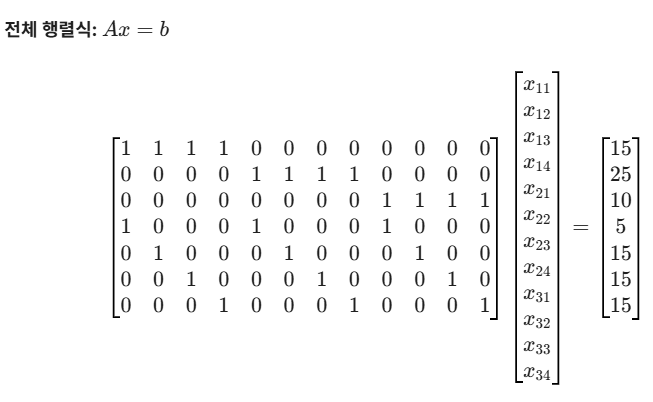 전체 행렬식: Ax = b
1 1 1 1 0 0 0 0 0 0 0 0
0 0 0 0 1 1 1 1 0 0 0 0
0 0 0 0 0 0 0 0 1 1 1 1
1 0 0 0 1 0 0 0 1 0 0 0
0 1 0 0 0 1 0 0 0 1 0 0
0 0 1 0 0 0 1 0 0 0 1 0
0 0 0 1 0 0 0 1 0 0 0 1
x11
x12
x13
x14
x21
x22
x23
x24
x31
x32
x33
x34
=
15
25
10
5
15
15
15